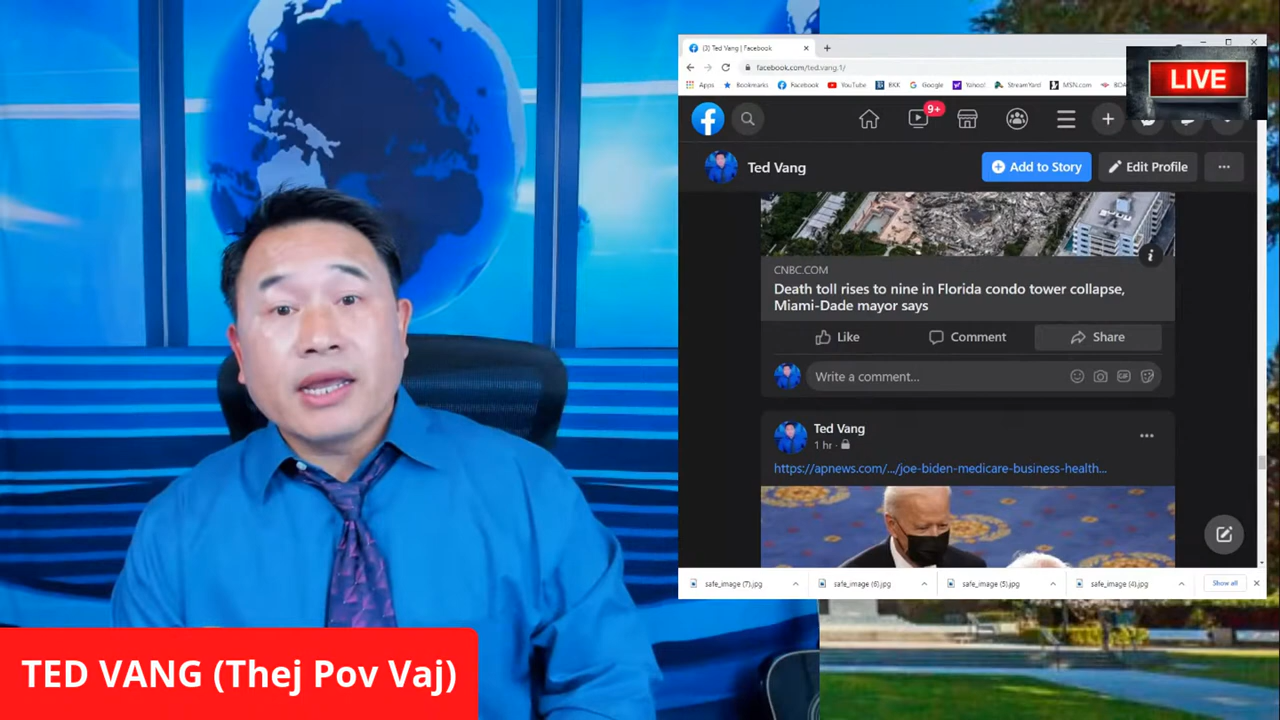 (3) Ted Vang | Facebook
facebook.com/ted.vang.1/
Apps
Bookmarks
Facebook
YouTube
BKK
Google
Yahoo!
StreamYard
MSN.com
LIVE
9+
Ted Vang
Add to Story
Edit Profile
CNBC.COM
Death toll rises to nine in Florida condo tower collapse,
Miami-Dade mayor says
Like
Comment
Share
Write a comment...
GIF
Ted Vang
1 hr
https://apnews.com/.../joe-biden-medicare-business-health...
safe_image (7).jpg
safe_image (6).jpg
safe_image (5).jpg
safe_image (4).jpg
Show all
TED VANG (Thej Pov Vaj)